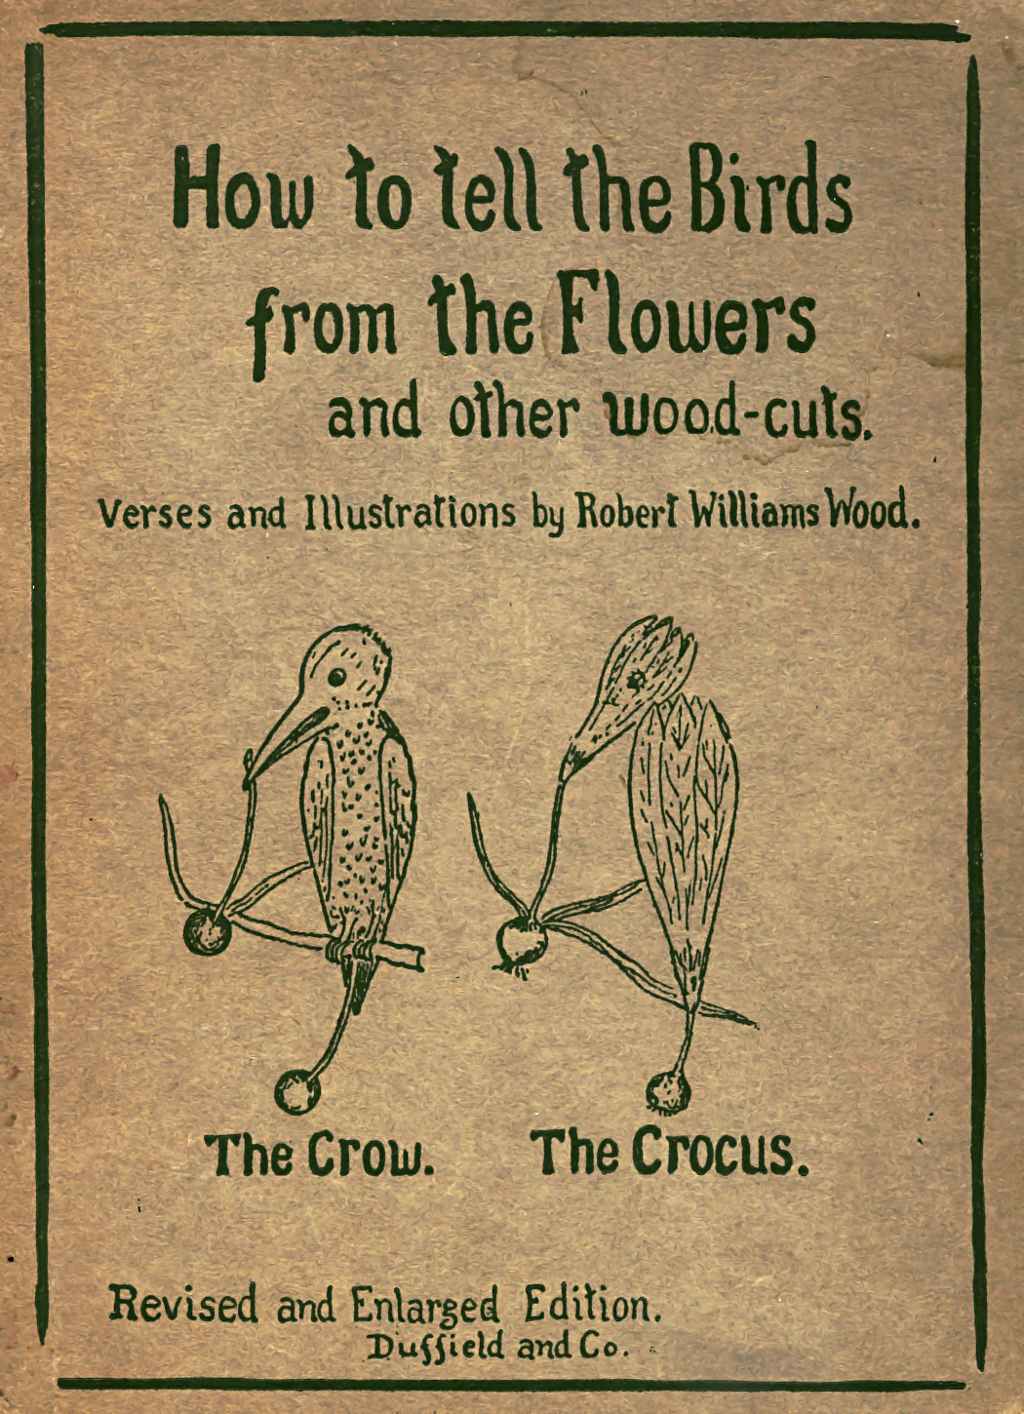 How to tell the Birds
from the Flowers
and other wood-cuts.
Verses and Illustrations by Robert Williams Wood.
The Crow.
The Crocus.
Revised and Enlarged Edition.
Duffield and Co.